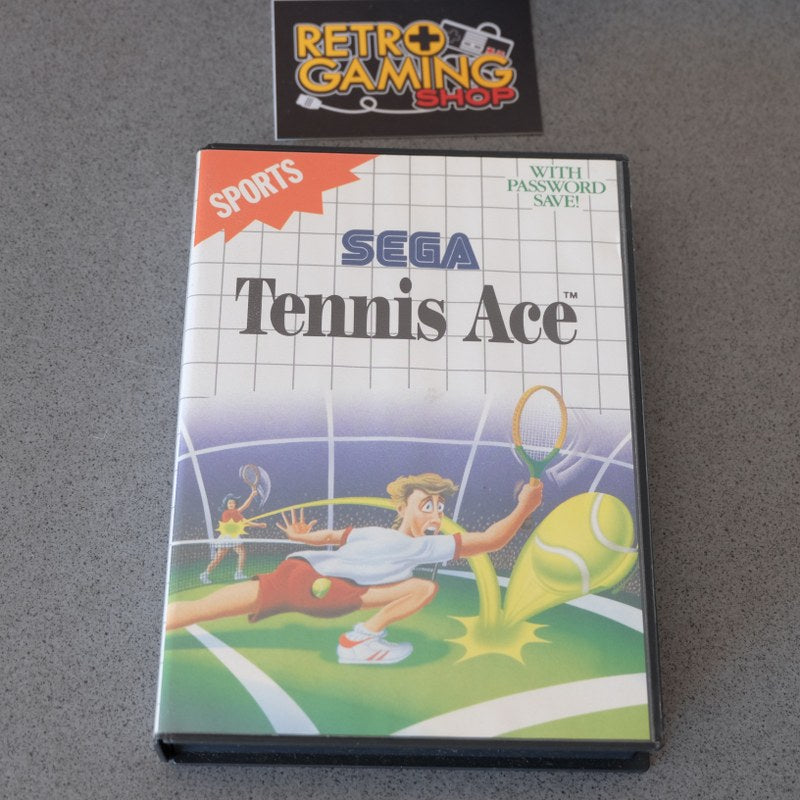 RETRO
GAMING
SHOP
SPORTS
WITH
PASSWORD
SAVE!
SEGA
Tennis Ace™